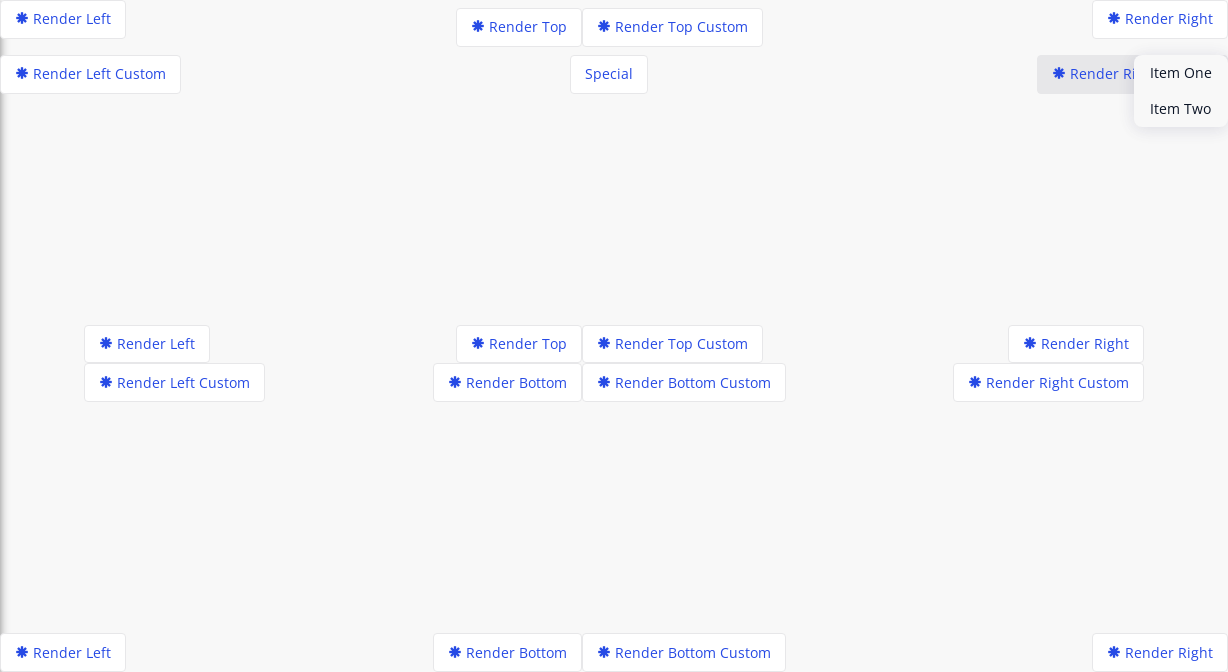 Render Left
Render Top
Render Top Custom
Render Right
Render Left Custom
Special
Render Ri
Item One
Item Two
Render Left
Render Top
Render Top Custom
Render Right
Render Left Custom
Render Bottom
Render Bottom Custom
Render Right Custom
Render Left
Render Bottom
Render Bottom Custom
Render Right